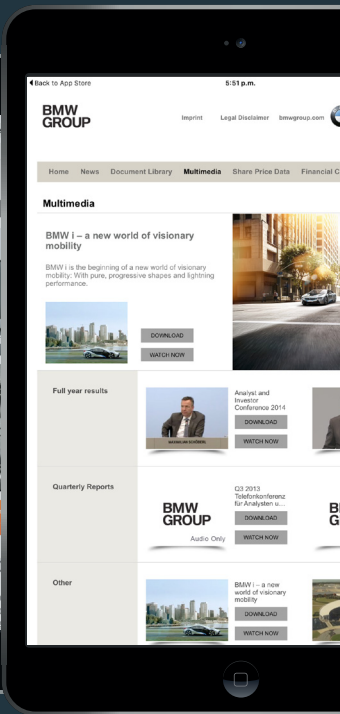 Back to App Store
5:51 p.m.
BMW
GROUP
Imprint
Legal Disclaimer
bmwgroup.com
Home
News
Document Library
Multimedia
Share Price Data
Financial C
Multimedia
BMW i – a new world of visionary
mobility
BMW i is the beginning of a new world of visionary
mobility: With pure, progressive shapes and lightning
performance.
DOWNLOAD
WATCH NOW
Full year results
Analyst and
Investor
Conference 2014
DOWNLOAD
WATCH NOW
Quarterly Reports
BMW
GROUP
Audio Only
Q3 2013
Telefonkonferenz
für Analysten u...
DOWNLOAD
WATCH NOW
Other
BMW i – a new
world of visionary
mobility
DOWNLOAD
WATCH NOW